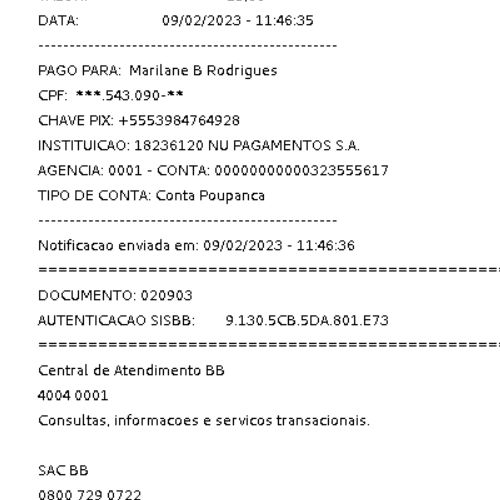 DATA: 09/02/2023 - 11:46:35
------------------------------------------------
PAGO PARA: Marilane B Rodrigues
CPF: ***.543.090-**
CHAVE PIX: +5553984764928
INSTITUICAO: 18236120 NU PAGAMENTOS S.A.
AGENCIA: 0001 - CONTA: 00000000000323555617
TIPO DE CONTA: Conta Poupanca
------------------------------------------------
Notificacao enviada em: 09/02/2023 - 11:46:36
================================================
DOCUMENTO: 020903
AUTENTICACAO SISBB: 9.130.5CB.5DA.801.E73
================================================
Central de Atendimento BB
4004 0001
Consultas, informacoes e servicos transacionais.
SAC BB
0800 729 0722